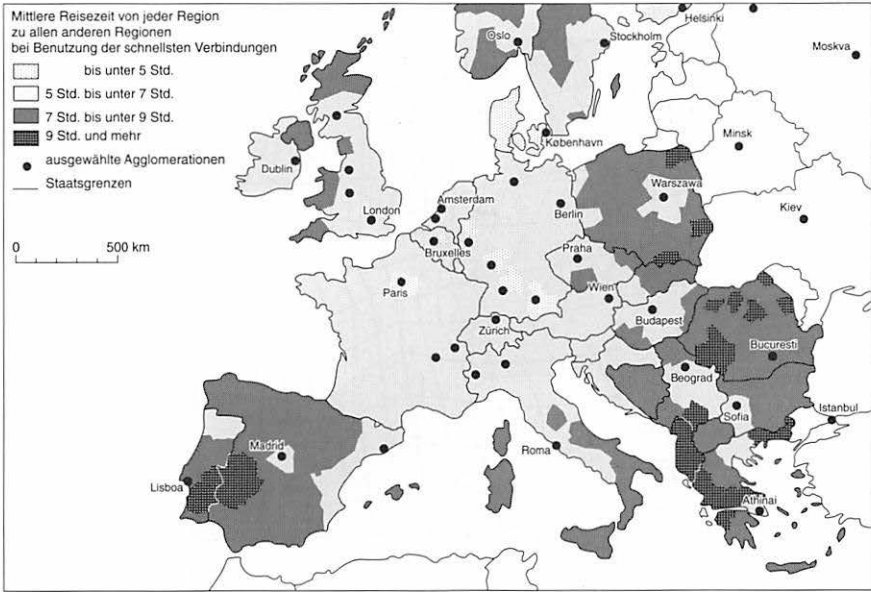 Mittlere Reisezeit von jeder Region
zu allen anderen Regionen
bei Benutzung der schnellsten Verbindungen
bis unter 5 Std.
5 Std. bis unter 7 Std.
7 Std. bis unter 9 Std.
9 Std. und mehr
ausgewählte Agglomerationen
Staatsgrenzen
0 500 km
Helsinki
Oslo
Stockholm
Moskva
København
Minsk
Dublin
Warszawa
Amsterdam
Berlin
London
Kiev
Bruxelles
Praha
Paris
Wien
Zürich
Budapest
Bucuresti
Beograd
Istanbul
Sofia
Madrid
Roma
Lisboa
Athinai